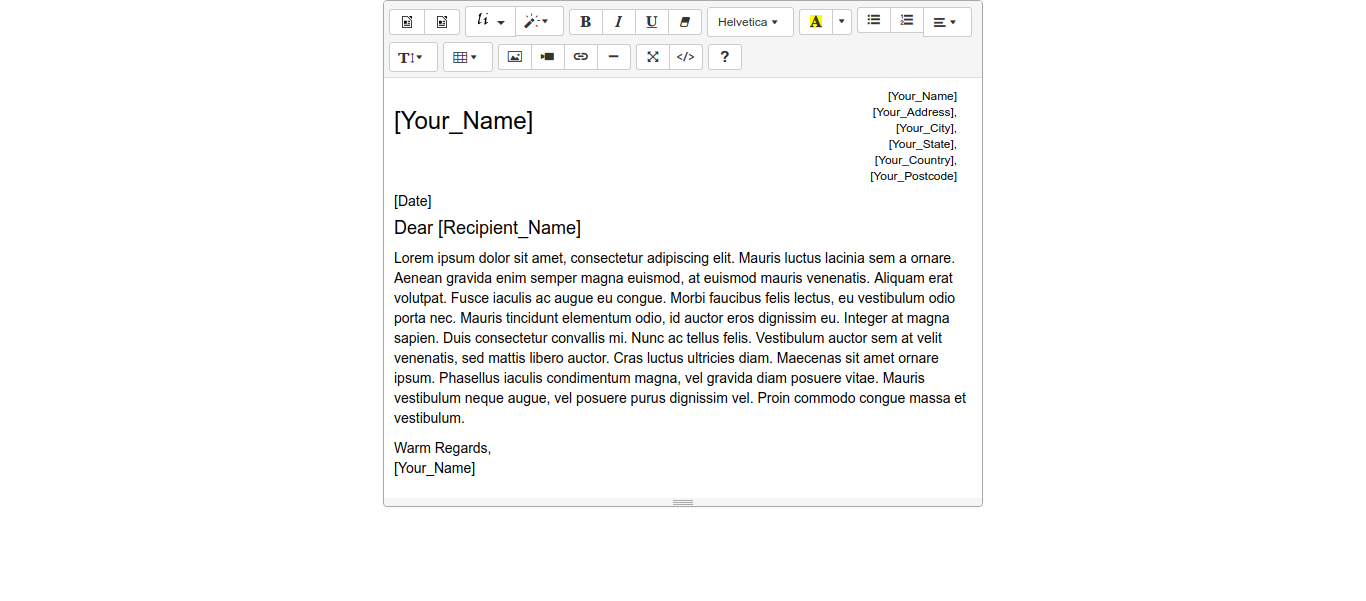 B I U Helvetica A
T </> ?
[Your_Name]
[Your_Address],
[Your_City],
[Your_State],
[Your_Country],
[Your_Postcode]
[Your_Name]
[Date]
Dear [Recipient_Name]
Lorem ipsum dolor sit amet, consectetur adipiscing elit. Mauris luctus lacinia sem a ornare.
Aenean gravida enim semper magna euismod, at euismod mauris venenatis. Aliquam erat
volutpat. Fusce iaculis ac augue eu congue. Morbi faucibus felis lectus, eu vestibulum odio
porta nec. Mauris tincidunt elementum odio, id auctor eros dignissim eu. Integer at magna
sapien. Duis consectetur convallis mi. Nunc ac tellus felis. Vestibulum auctor sem at velit
venenatis, sed mattis libero auctor. Cras luctus ultricies diam. Maecenas sit amet ornare
ipsum. Phasellus iaculis condimentum magna, vel gravida diam posuere vitae. Mauris
vestibulum neque augue, vel posuere purus dignissim vel. Proin commodo congue massa et
vestibulum.
Warm Regards,
[Your_Name]